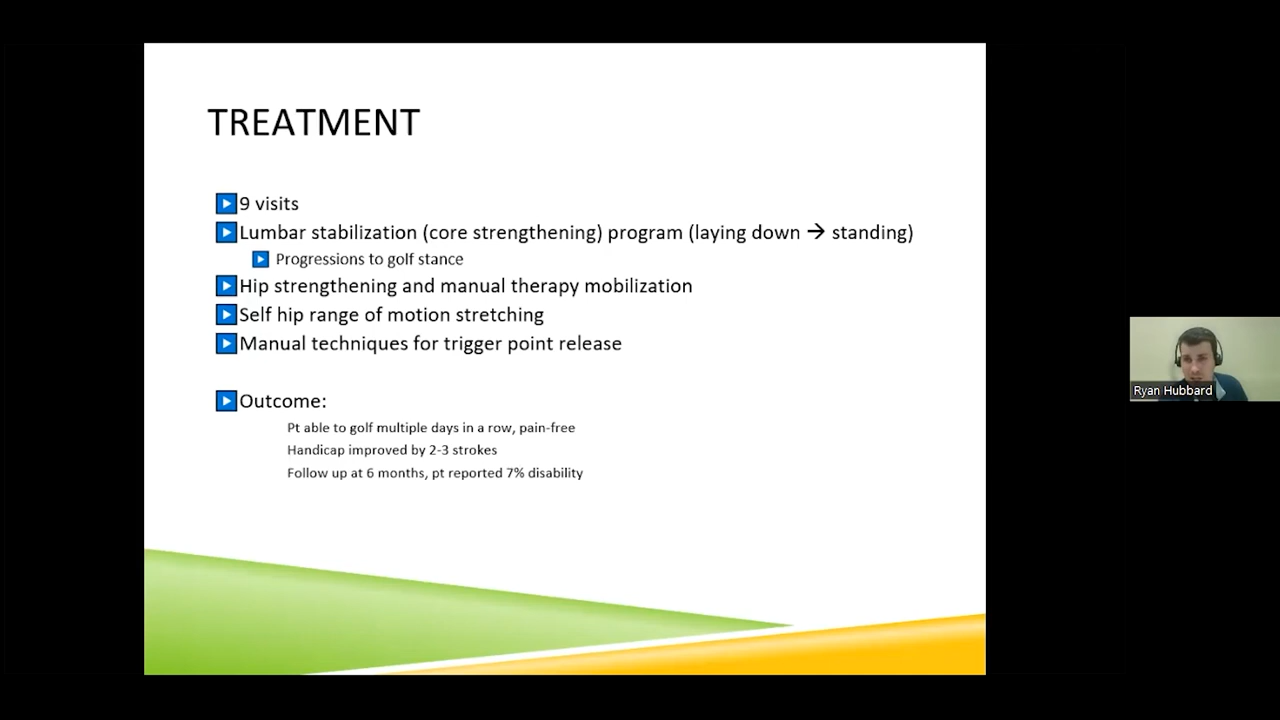 TREATMENT
9 visits
Lumbar stabilization (core strengthening) program (laying down → standing)
Progressions to golf stance
Hip strengthening and manual therapy mobilization
Self hip range of motion stretching
Manual techniques for trigger point release
Outcome:
Pt able to golf multiple days in a row, pain-free
Handicap improved by 2-3 strokes
Follow up at 6 months, pt reported 7% disability
Ryan Hubbard